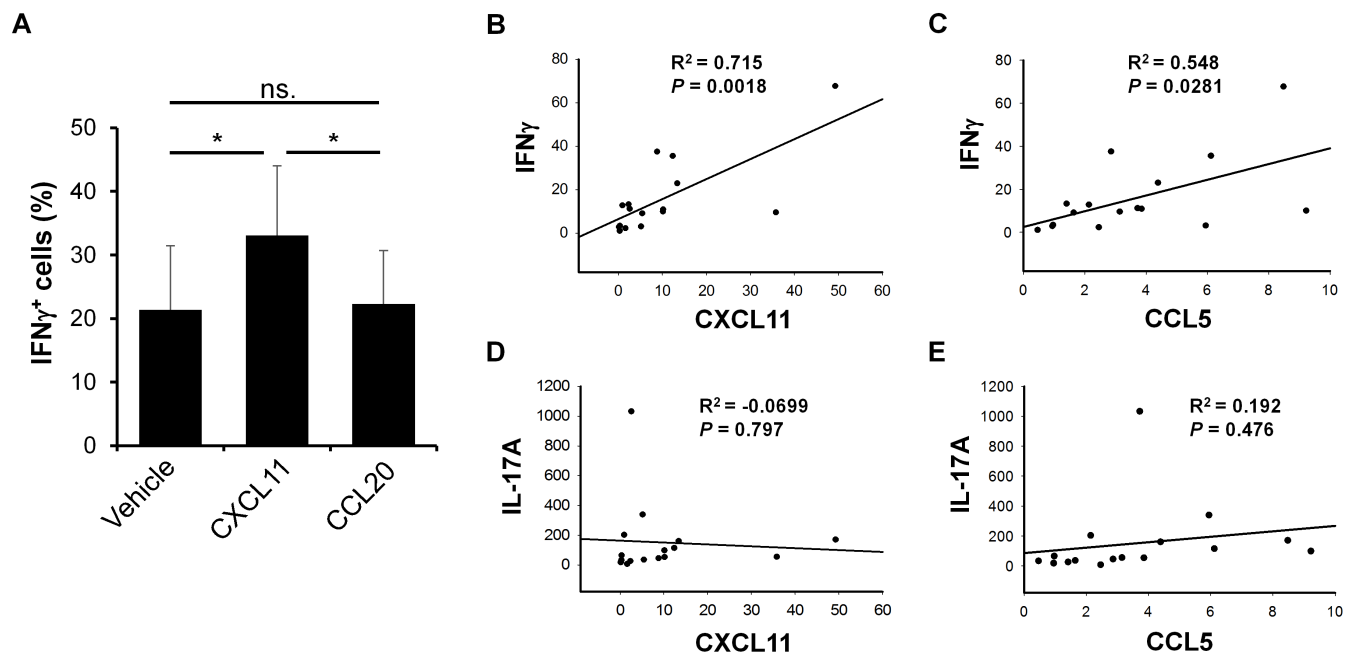 A
ns.
*
*
50
40
30
20
10
0
IFNγ⁺ cells (%)
Vehicle
CXCL11
CCL20
B
R² = 0.715
P = 0.0018
80
60
40
20
0
IFNγ
0 10 20 30 40 50 60
CXCL11
C
R² = 0.548
P = 0.0281
80
60
40
20
0
IFNγ
0 2 4 6 8 10
CCL5
D
R² = -0.0699
P = 0.797
1200
1000
800
600
400
200
0
IL-17A
0 10 20 30 40 50 60
CXCL11
E
R² = 0.192
P = 0.476
1200
1000
800
600
400
200
0
IL-17A
0 2 4 6 8 10
CCL5